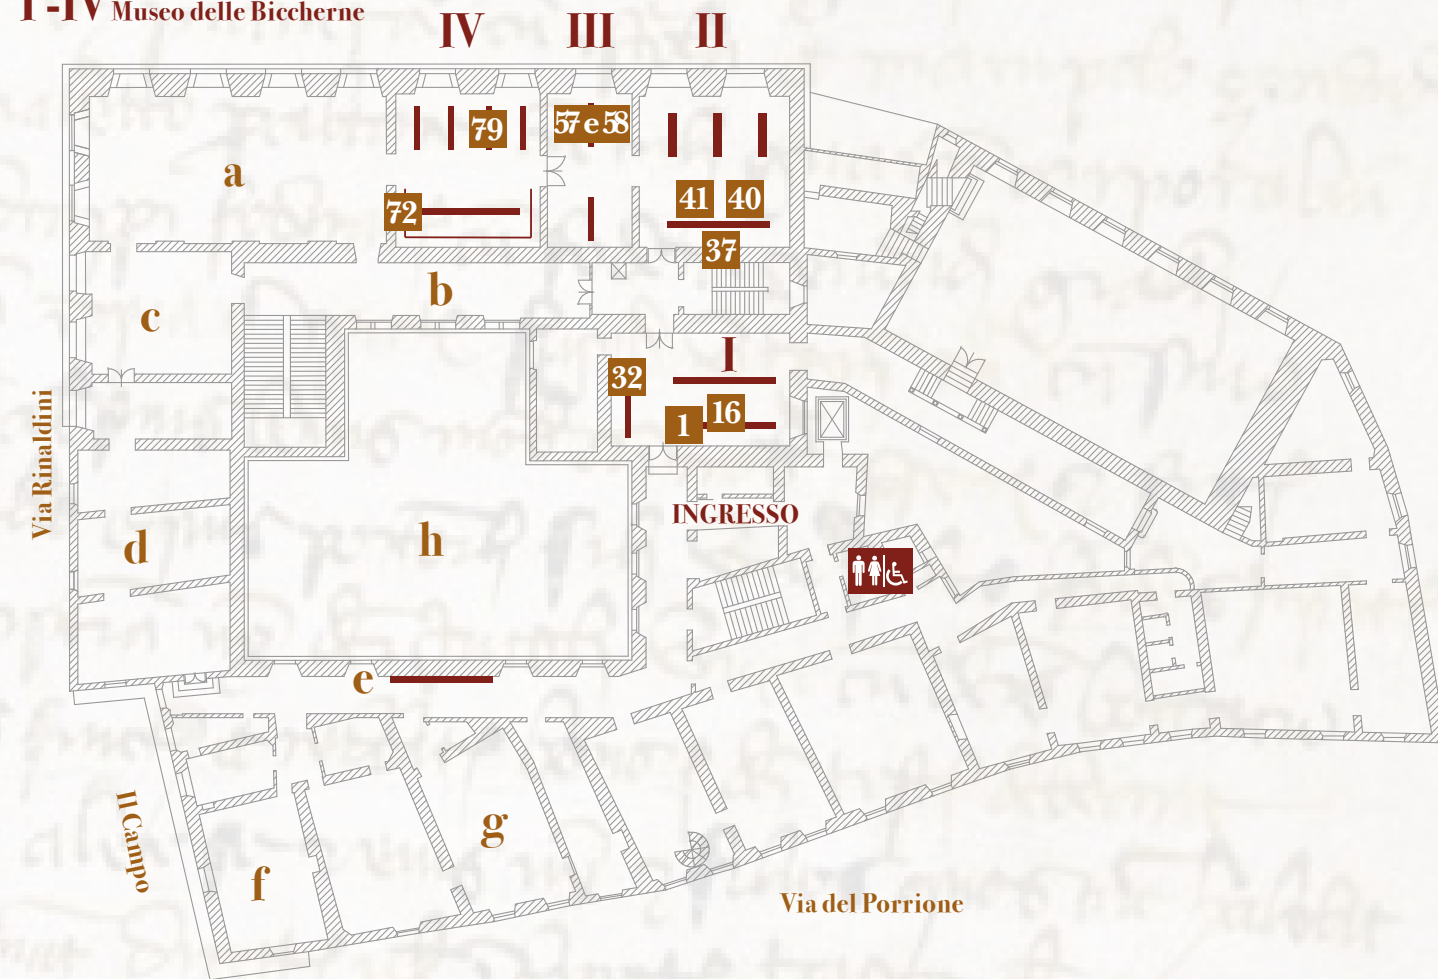 I-IV Museo delle Biccherne
IV III II
79 57 e 58
a
72 41 40
37
b
c
I
32
1 16
Via Rinaldini
INGRESSO
d h
e
g
Il Campo
f
Via del Porrione